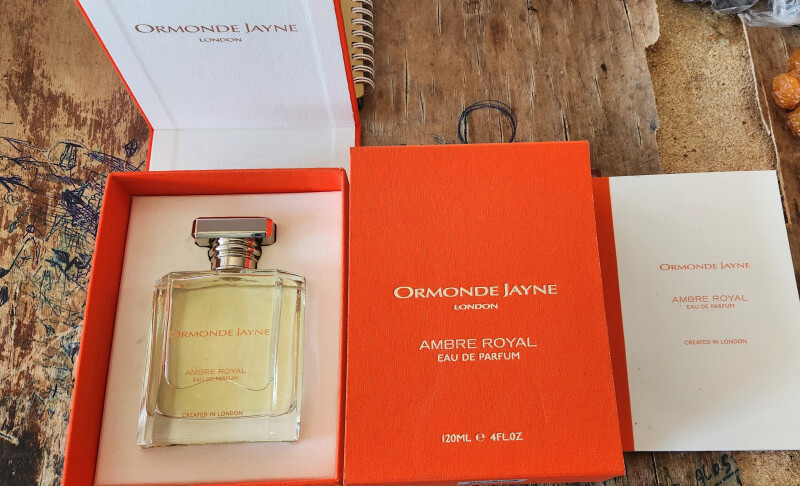 ORMONDE JAYNE
LONDON
ORMONDE JAYNE
AMBRE ROYAL
EAU DE PARFUM
CREATED IN LONDON
ORMONDE JAYNE
LONDON
AMBRE ROYAL
EAU DE PARFUM
120ML e 4FL.OZ
ORMONDE JAYNE
AMBRE ROYAL
EAU DE PARFUM
CREATED IN LONDON